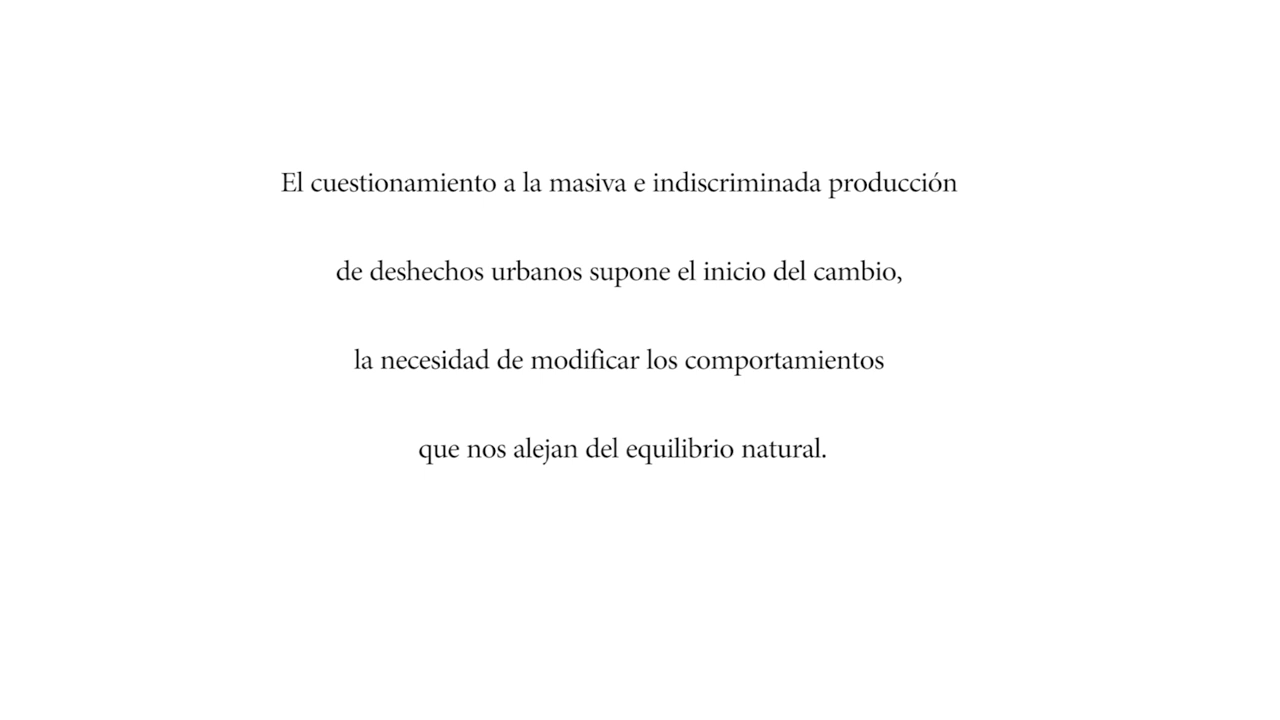 El cuestionamiento a la masiva e indiscriminada producción
de deshechos urbanos supone el inicio del cambio,
la necesidad de modificar los comportamientos
que nos alejan del equilibrio natural.